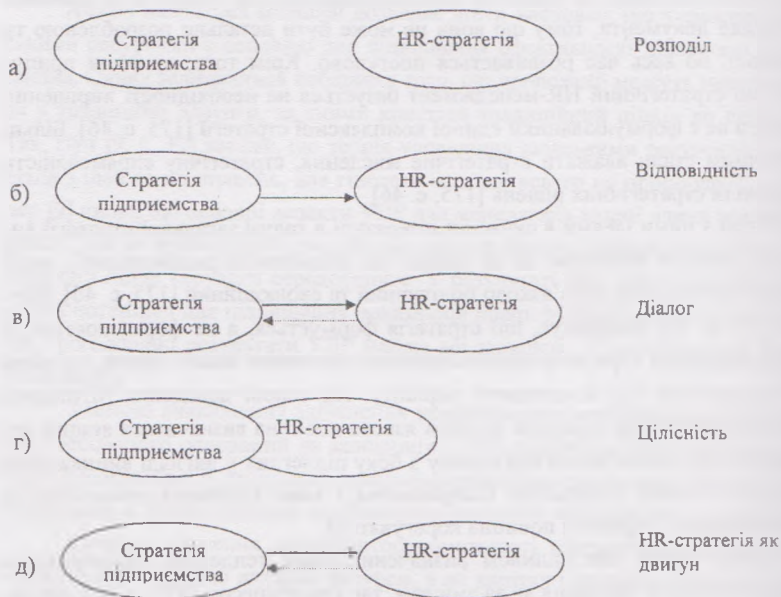 а)
Стратегія
підприємства
HR-стратегія
Розподіл
б)
Стратегія
підприємства
HR-стратегія
Відповідність
в)
Стратегія
підприємства
HR-стратегія
Діалог
г)
Стратегія
підприємства
HR-стратегія
Цілісність
д)
Стратегія
підприємства
HR-стратегія
HR-стратегія як
двигун